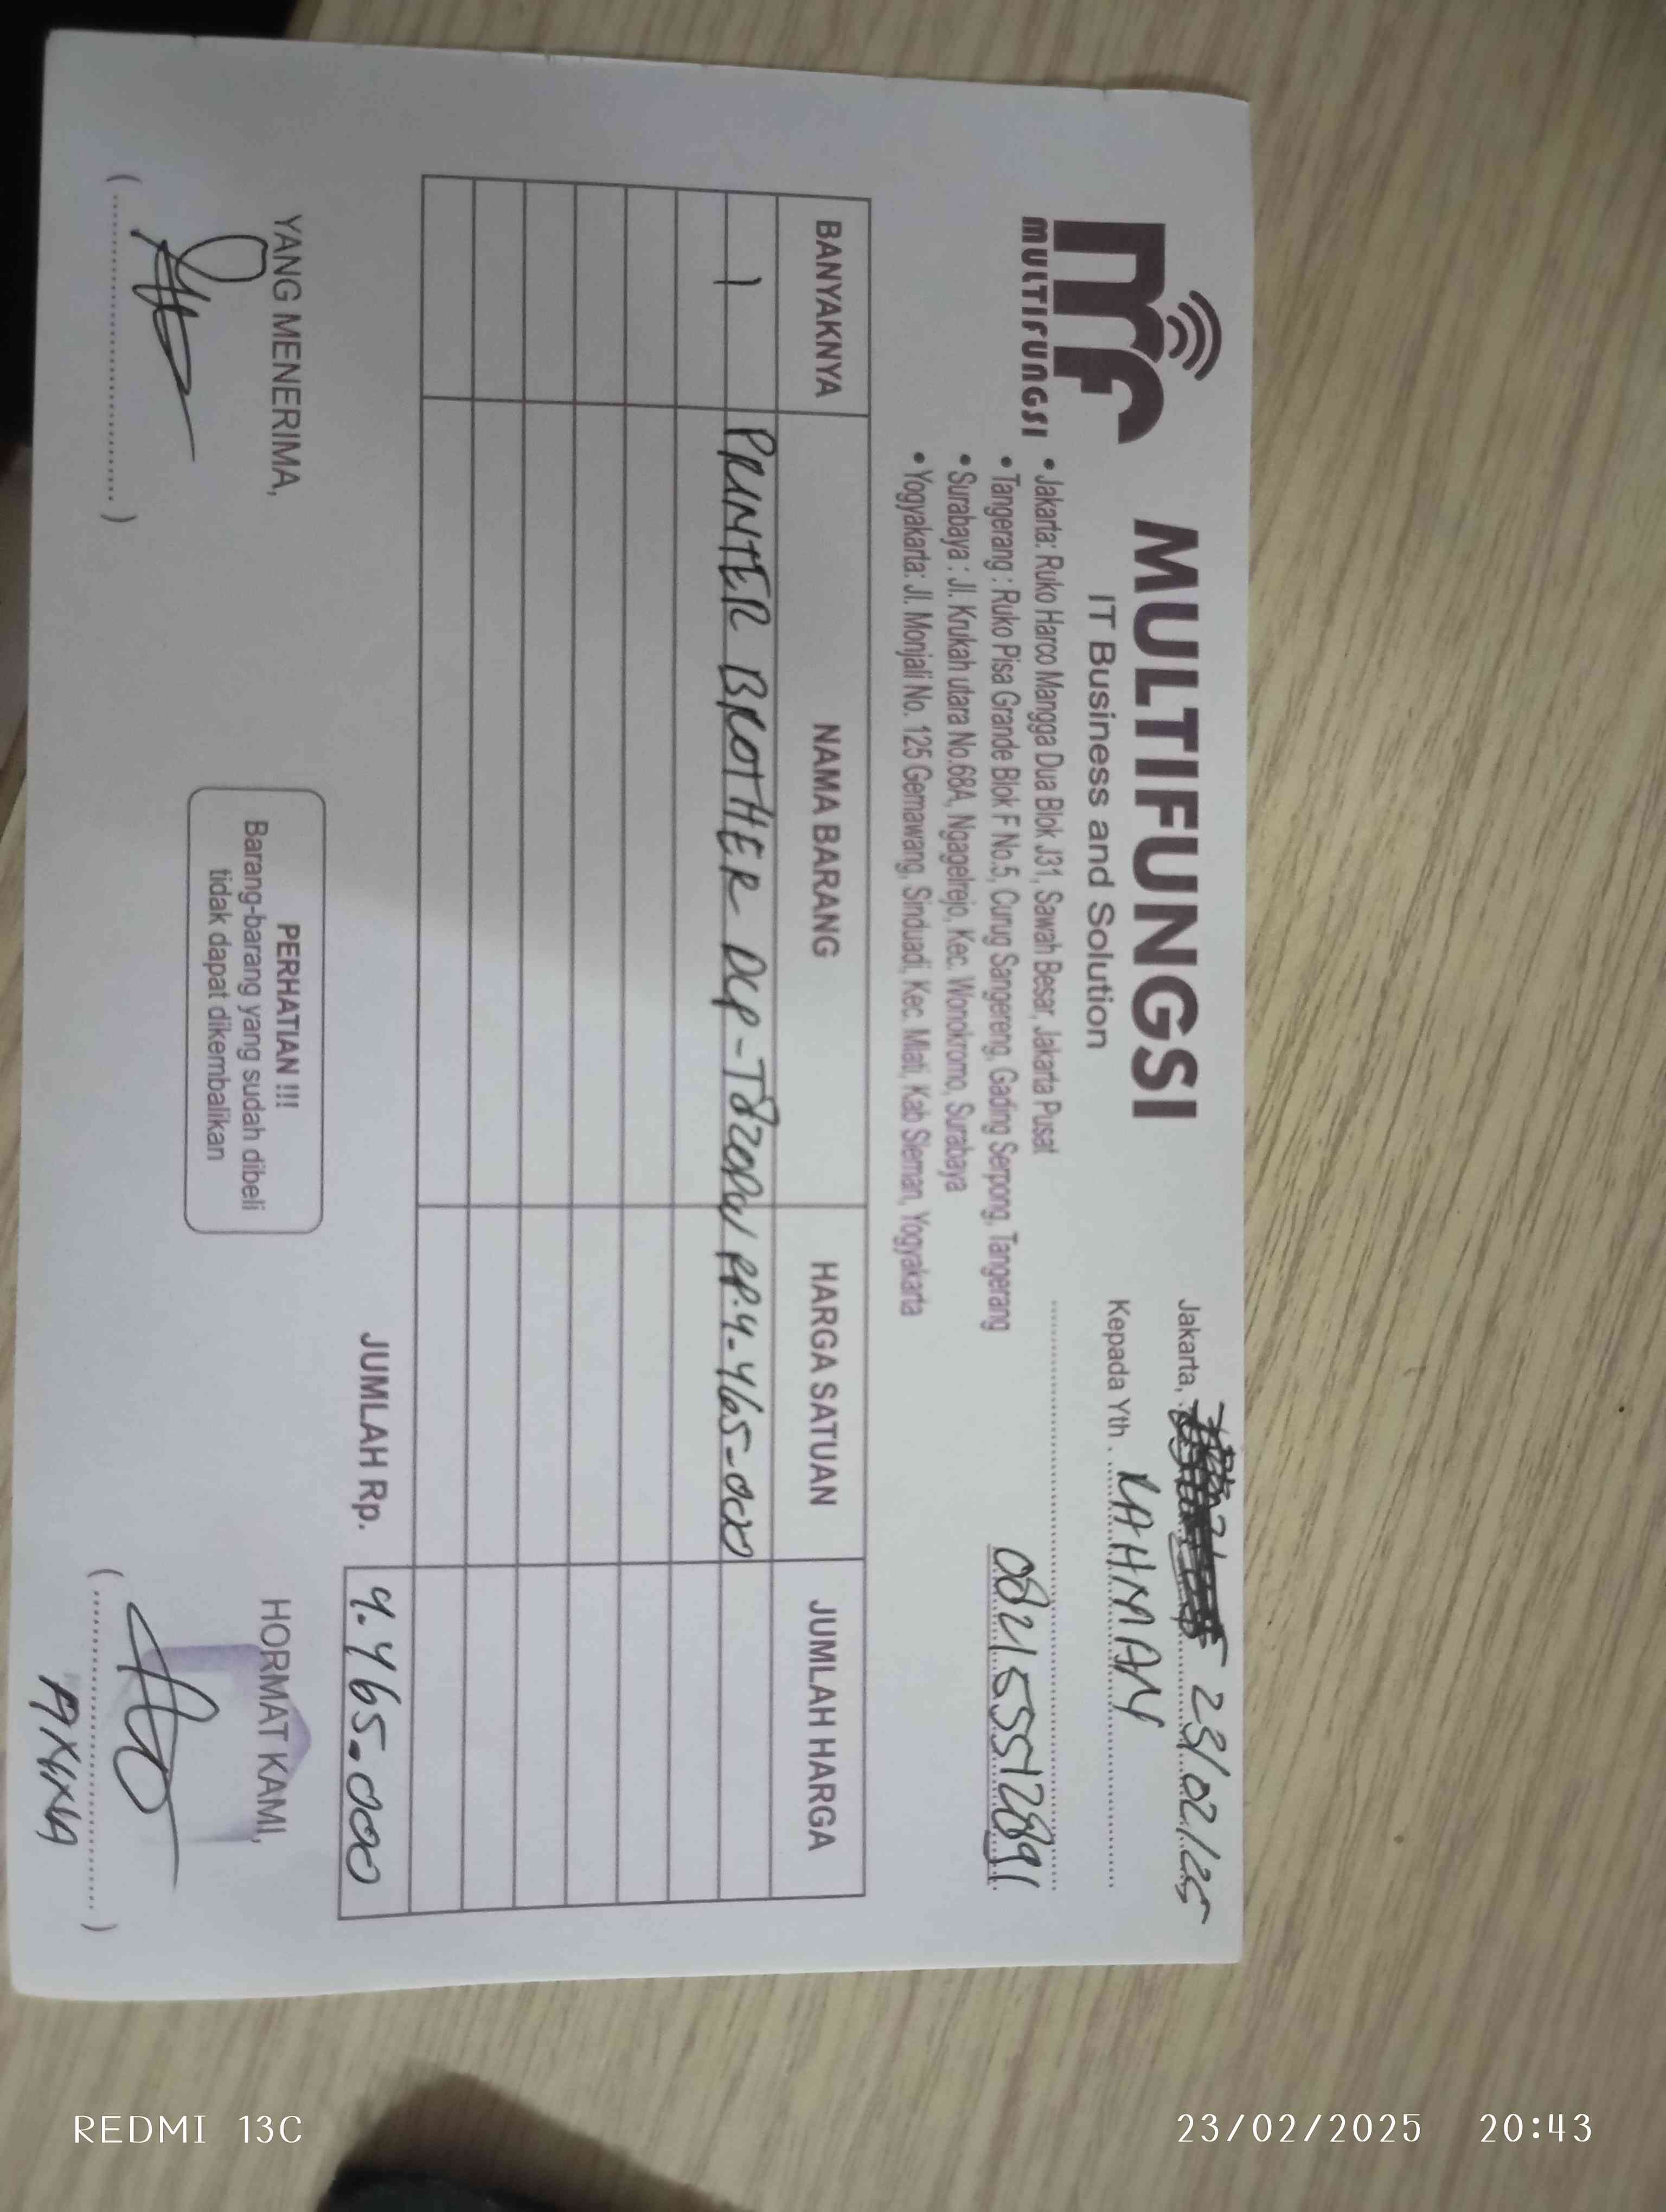 mf
MULTIFUNGSI
MULTIFUNGSI
IT Business and Solution
• Jakarta: Ruko Harco Mangga Dua Blok J31, Sawah Besar, Jakarta Pusat
• Tangerang : Ruko Pisa Grande Blok F No.5, Curug Sangereng, Gading Serpong, Tangerang
• Surabaya : Jl. Krukah utara No.68A, Ngagelrejo, Kec. Wonokromo, Surabaya
• Yogyakarta: Jl. Monjali No. 125 Gemawang, Sinduadi, Kec. Mlati, Kab Sleman, Yogyakarta
Jakarta, 23/02/25
Kepada Yth. RAHMAN
082155512891
BANYAKNYA NAMA BARANG HARGA SATUAN JUMLAH HARGA
1 PRINTER BROTHER DCP-T820DW RP.4.465.000
JUMLAH Rp. 4.465.000
YANG MENERIMA,
PERHATIAN !!!
Barang-barang yang sudah dibeli
tidak dapat dikembalikan
HORMAT KAMI,
REDMI 13C
23/02/2025 20:43